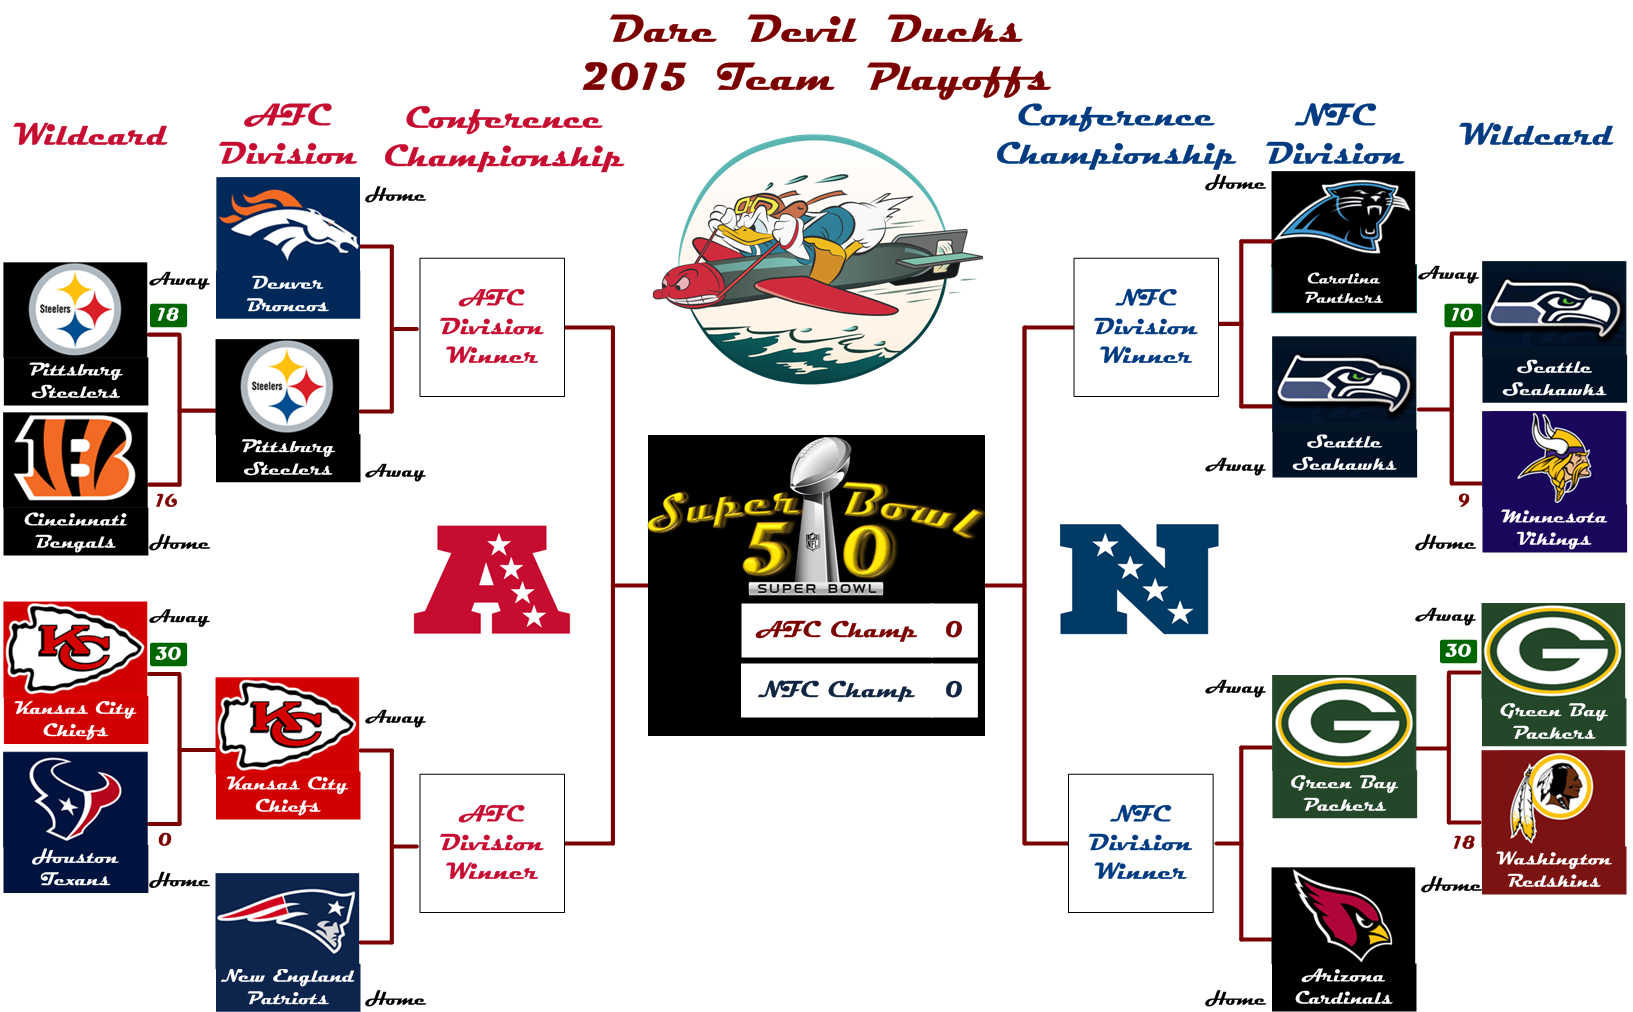 Dare Devil Ducks
2015 Team Playoffs
Wildcard
AFC
Division
Conference
Championship
Conference
Championship
NFC
Division
Wildcard
Home
Denver
Broncos
Away
Steelers
18
Pittsburg
Steelers
Steelers
Pittsburg
Steelers
Away
B
16
Cincinnati
Bengals
Home
AFC
Division
Winner
A
Away
KC
30
Kansas City
Chiefs
KC
Away
Kansas City
Chiefs
0
Houston
Texans
Home
New England
Patriots
Home
AFC
Division
Winner
Super Bowl
50
NFL
SUPER BOWL
AFC Champ 0
NFC Champ 0
NFC
Division
Winner
N
NFC
Division
Winner
Home
Carolina
Panthers
Away
10
Seattle
Seahawks
Seattle
Seahawks
Away
9
Minnesota
Vikings
Home
Away
G
30
Green Bay
Packers
Away
G
Green Bay
Packers
18
Washington
Redskins
Home
Arizona
Cardinals
Home